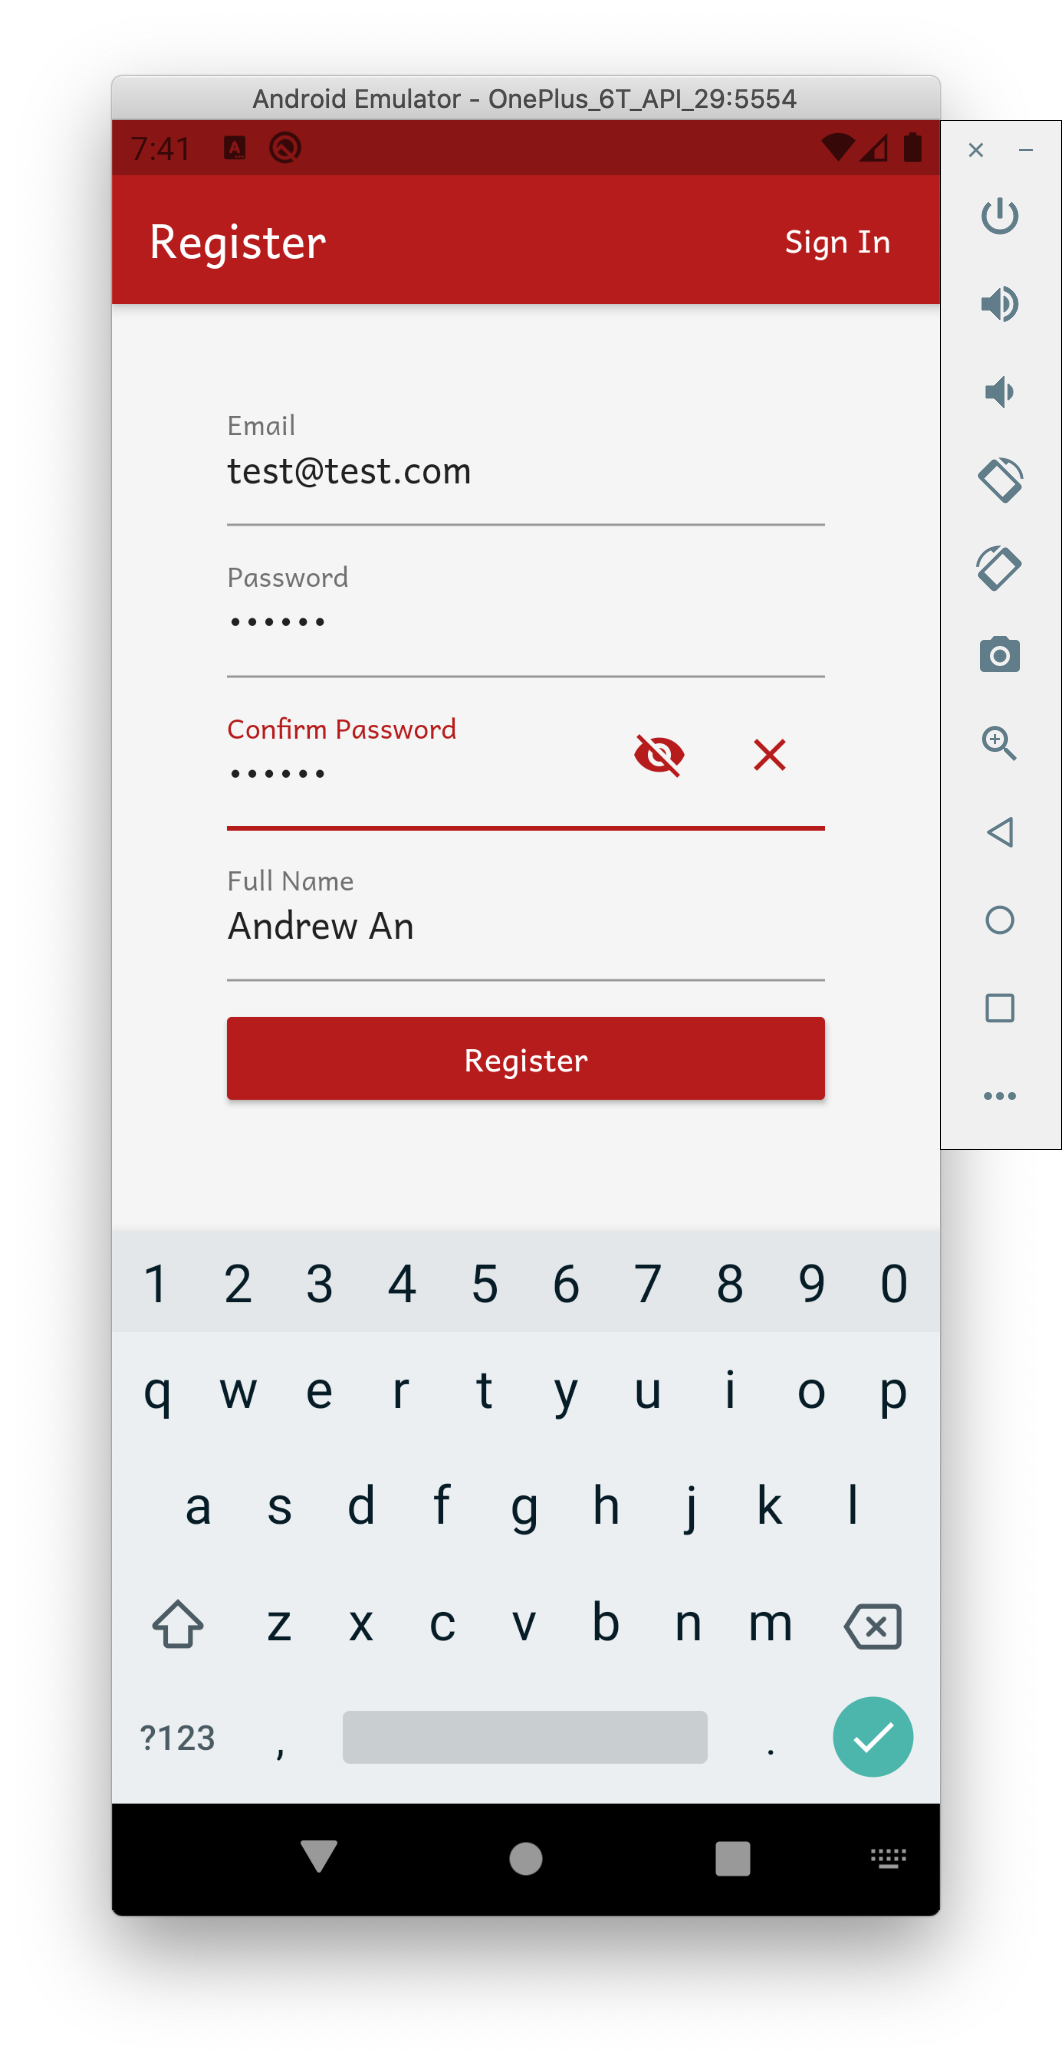 Android Emulator - OnePlus_6T_API_29:5554
7:41
Register Sign In
Email
test@test.com
Password
••••••
Confirm Password
••••••
Full Name
Andrew An
Register
1 2 3 4 5 6 7 8 9 0
q w e r t y u i o p
a s d f g h j k l
z x c v b n m
?123 , .